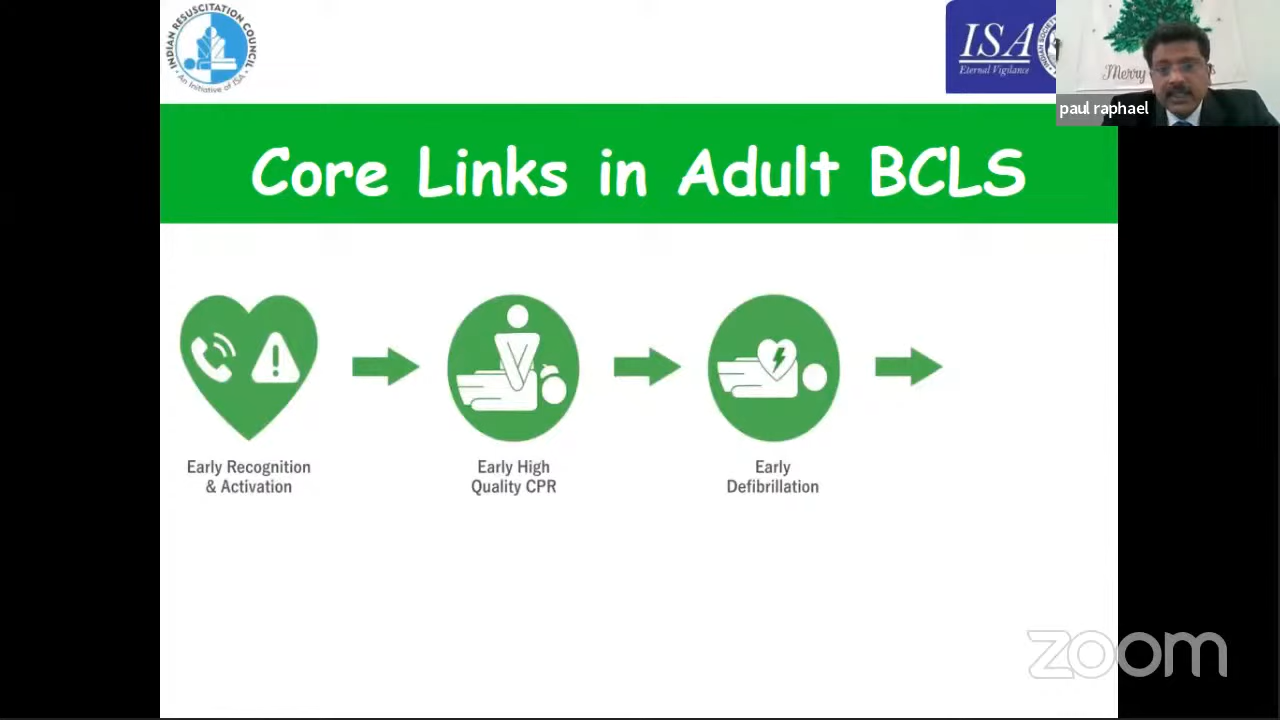 INDIAN RESUSCITATION COUNCIL
An Initiative of ISA
ISA
Eternal Vigilance
Merry
paul raphael
Core Links in Adult BCLS
Early Recognition
& Activation
Early High
Quality CPR
Early
Defibrillation
zoom